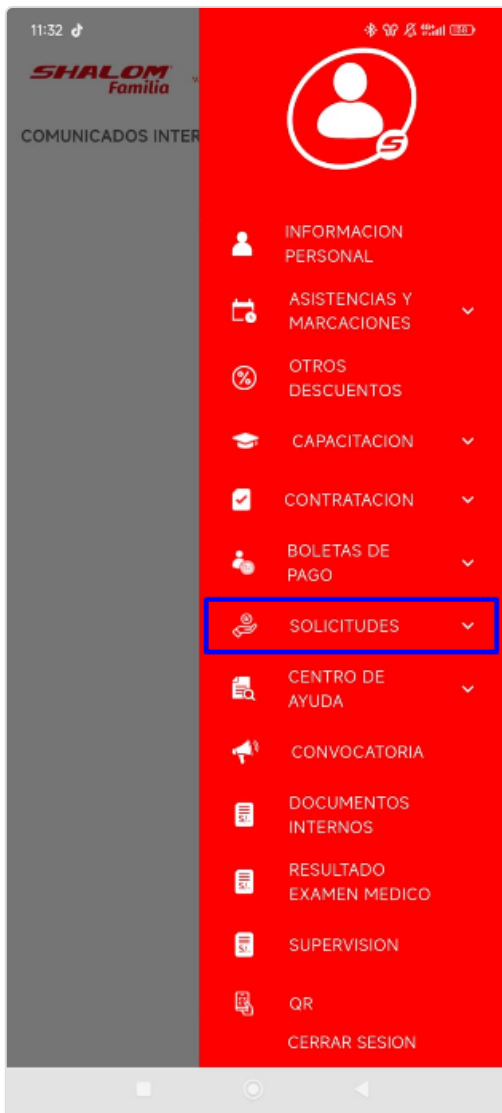 11:32
SHALOM
Familia
COMUNICADOS INTER
S
INFORMACION
PERSONAL
ASISTENCIAS Y
MARCACIONES
OTROS
DESCUENTOS
CAPACITACION
CONTRATACION
BOLETAS DE
PAGO
SOLICITUDES
CENTRO DE
AYUDA
CONVOCATORIA
DOCUMENTOS
INTERNOS
RESULTADO
EXAMEN MEDICO
SUPERVISION
QR
CERRAR SESION